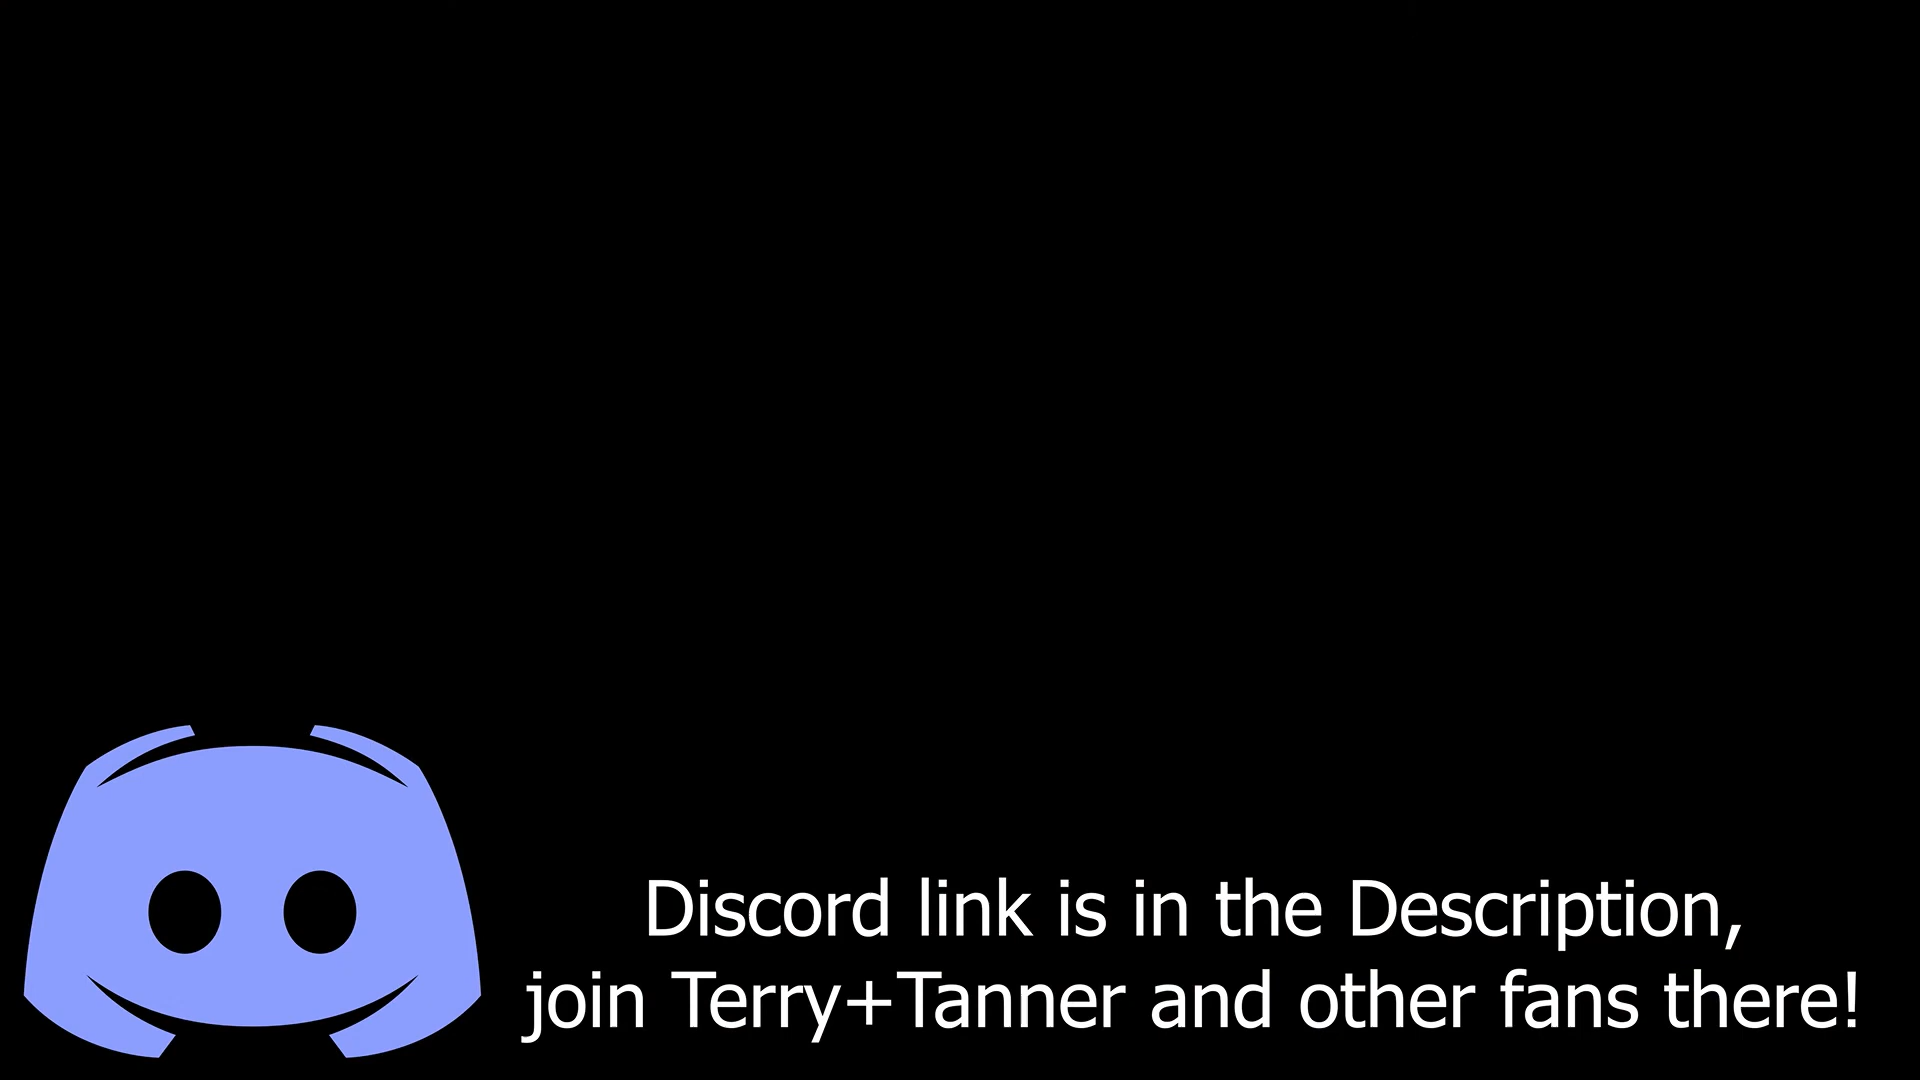 Discord link is in the Description,
join Terry+Tanner and other fans there!